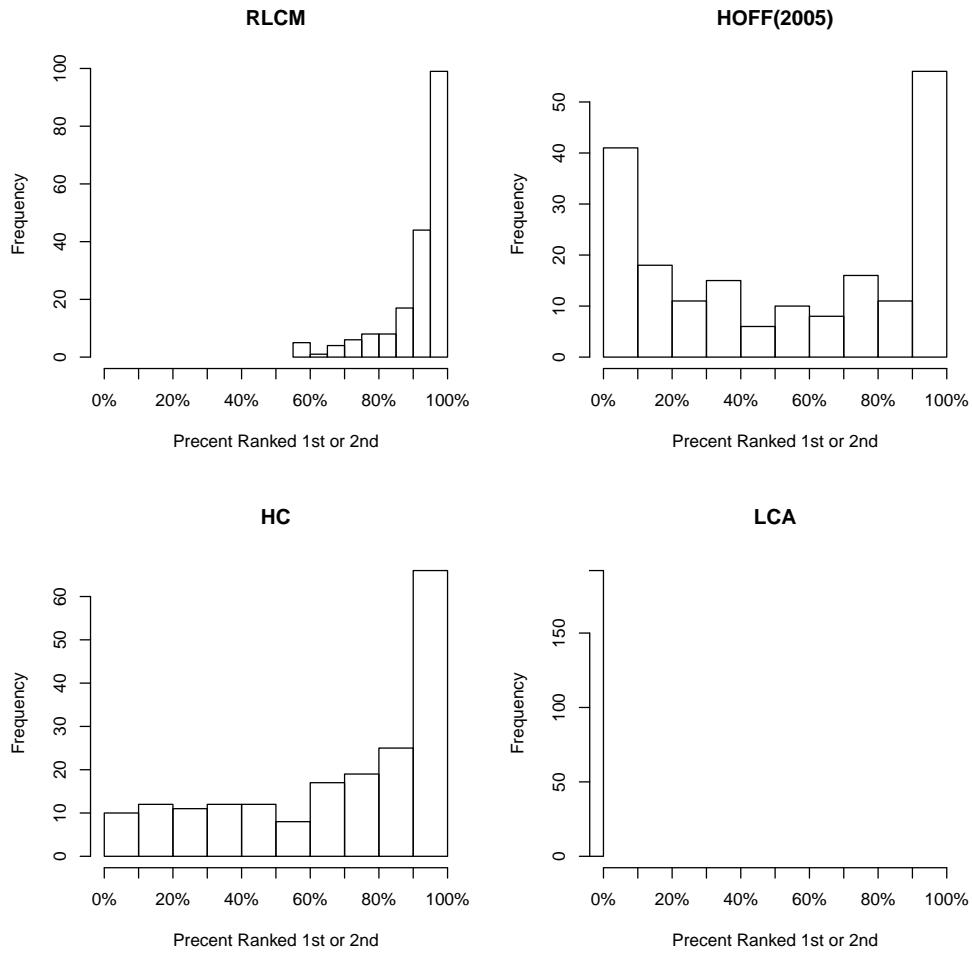 RLCM
Frequency
0 20 40 60 80 100
0% 20% 40% 60% 80% 100%
Precent Ranked 1st or 2nd
HOFF(2005)
Frequency
0 10 20 30 40 50
0% 20% 40% 60% 80% 100%
Precent Ranked 1st or 2nd
HC
Frequency
0 10 20 30 40 50 60
0% 20% 40% 60% 80% 100%
Precent Ranked 1st or 2nd
LCA
Frequency
0 50 100 150
0% 20% 40% 60% 80% 100%
Precent Ranked 1st or 2nd